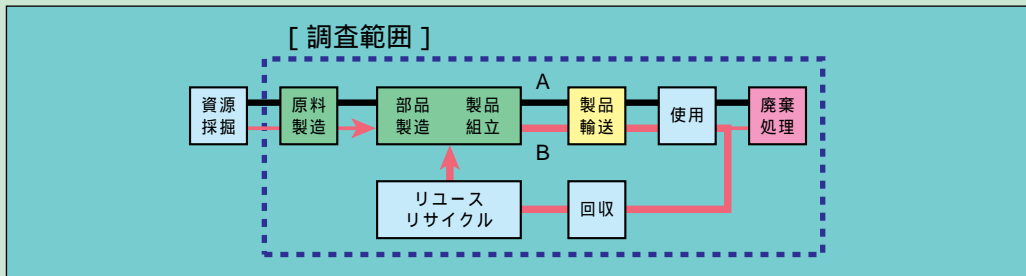 [ 調査範囲 ]
A
資源
採掘
原料
製造
部品 製品
製造 組立
製品
輸送
使用
廃棄
処理
B
リユース
リサイクル
回収